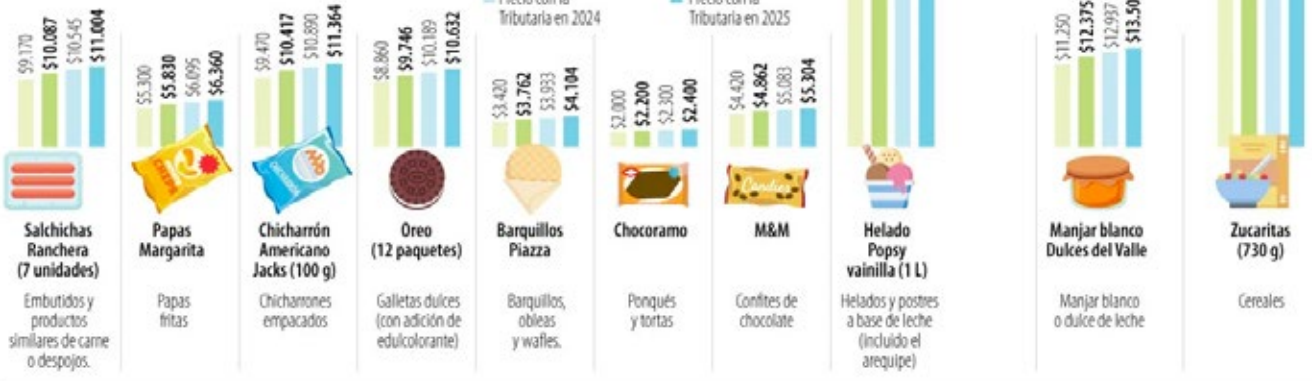 Tributaria en 2024
Tributaria en 2025
$9.170
$10.087
$10.545
$11.004
$5.300
$5.830
$6.095
$6.360
$9.470
$10.417
$10.890
$11.364
$8.860
$9.746
$10.189
$10.632
$3.420
$3.762
$3.933
$4.104
$2.000
$2.200
$2.300
$2.400
$4.420
$4.862
$5.083
$5.304
$11.250
$12.375
$12.937
CHIPS
CHICHARRON
Candies
Salchichas
Ranchera
(7 unidades)
Embutidos y
productos
similares de carne
o despojos.
Papas
Margarita
Papas
fritas
Chicharrón
Americano
Jacks (100 g)
Chicharrones
empacados
Oreo
(12 paquetes)
Galletas dulces
(con adición de
edulcolorante)
Barquillos
Piazza
Barquillos,
obleas
y wafles.
Chocoramo
Ponqués
y tortas
M&M
Confites de
chocolate
Helado
Popsy
vainilla (1 L)
Helados y postres
a base de leche
(incluido el
arequipe)
Manjar blanco
Dulces del Valle
Manjar blanco
o dulce de leche
Zucaritas
(730 g)
Cereales